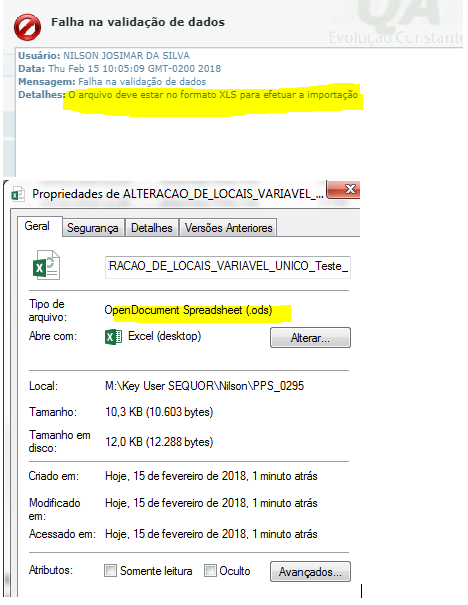 QA
Evolução Constante
Falha na validação de dados
Usuário: NILSON JOSIMAR DA SILVA
Data: Thu Feb 15 10:05:09 GMT-0200 2018
Mensagem: Falha na validação de dados
Detalhes: O arquivo deve estar no formato XLS para efetuar a importação
Propriedades de ALTERACAO_DE_LOCAIS_VARIAVEL_...
Geral Segurança Detalhes Versões Anteriores
RACAO_DE_LOCAIS_VARIAVEL_UNICO_Teste_
Tipo de arquivo: OpenDocument Spreadsheet (.ods)
Abre com: Excel (desktop) Alterar...
Local: M:\Key User SEQUOR\Nilson\PPS_0295
Tamanho: 10,3 KB (10.603 bytes)
Tamanho em disco: 12,0 KB (12.288 bytes)
Criado em: Hoje, 15 de fevereiro de 2018, 1 minuto atrás
Modificado em: Hoje, 15 de fevereiro de 2018, 1 minuto atrás
Acessado em: Hoje, 15 de fevereiro de 2018, 1 minuto atrás
Atributos: Somente leitura Oculto Avançados...